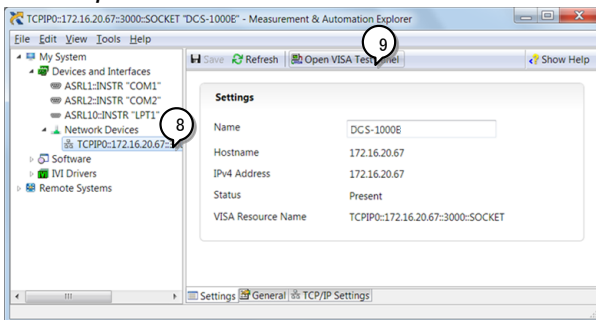 TCPIP0::172.16.20.67::3000::SOCKET "DCS-1000E" - Measurement & Automation Explorer
File Edit View Tools Help
My System
Devices and Interfaces
ASRL1::INSTR "COM1"
ASRL2::INSTR "COM2"
ASRL10::INSTR "LPT1"
Network Devices
TCPIP0::172.16.20.67::
8
Software
IVI Drivers
Remote Systems
Save Refresh Open VISA Test
9
Show Help
Settings
Name DCS-1000E
Hostname 172.16.20.67
IPv4 Address 172.16.20.67
Status Present
VISA Resource Name TCPIP0::172.16.20.67::3000::SOCKET
Settings General TCP/IP Settings